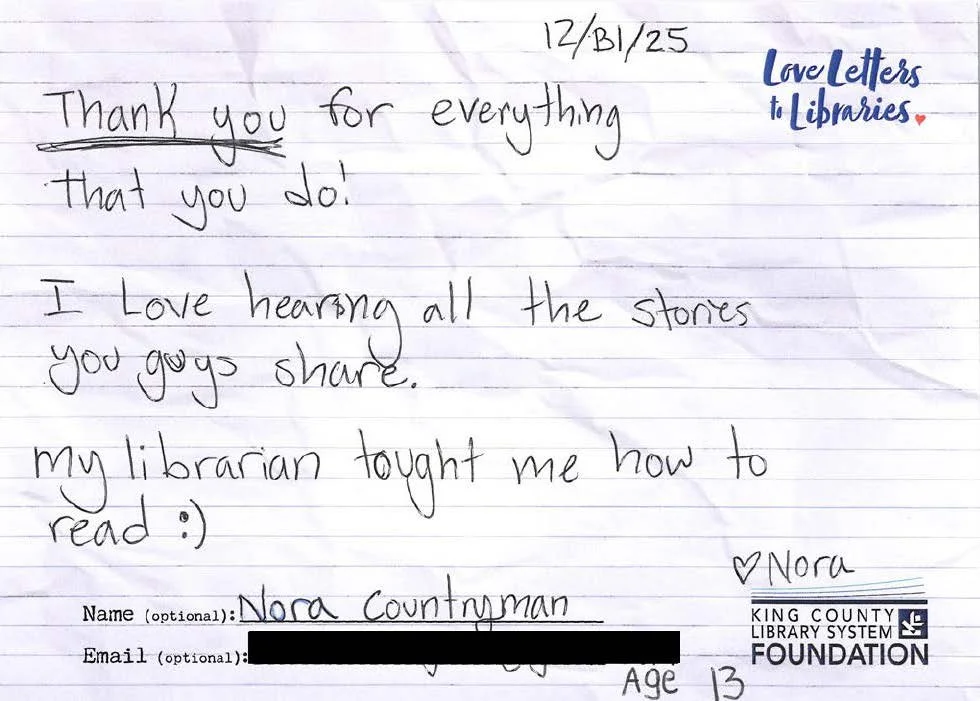 12/31/25
Love Letters
to Libraries.
Thank you for everything
that you do!
I Love hearing all the stories
you guys share.
my librarian tought me how to
read :)
♡ Nora
Name (optional): Nora Countryman
Email (optional):
Age 13
KING COUNTY
LIBRARY SYSTEM
FOUNDATION